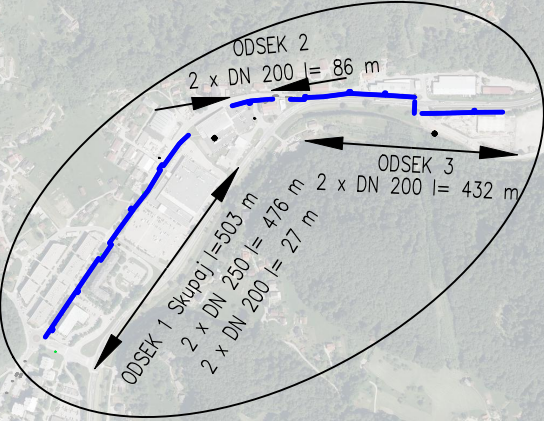 ODSEK 2
2 x DN 200 l= 86 m
ODSEK 3
2 x DN 200 l= 432 m
ODSEK 1 Skupaj l=503 m
2 x DN 250 l= 476 m
2 x DN 200 l= 27 m